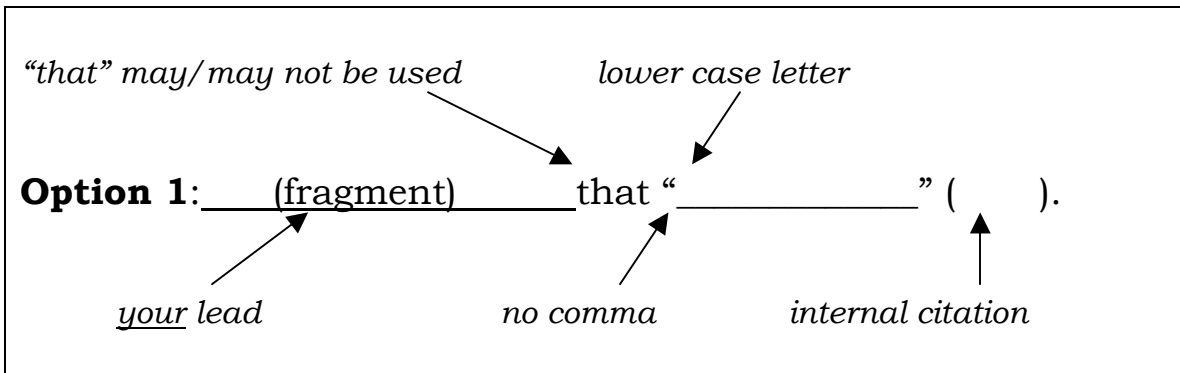 “that” may/may not be used lower case letter
Option 1: (fragment) that “______________” ( ).
your lead no comma internal citation